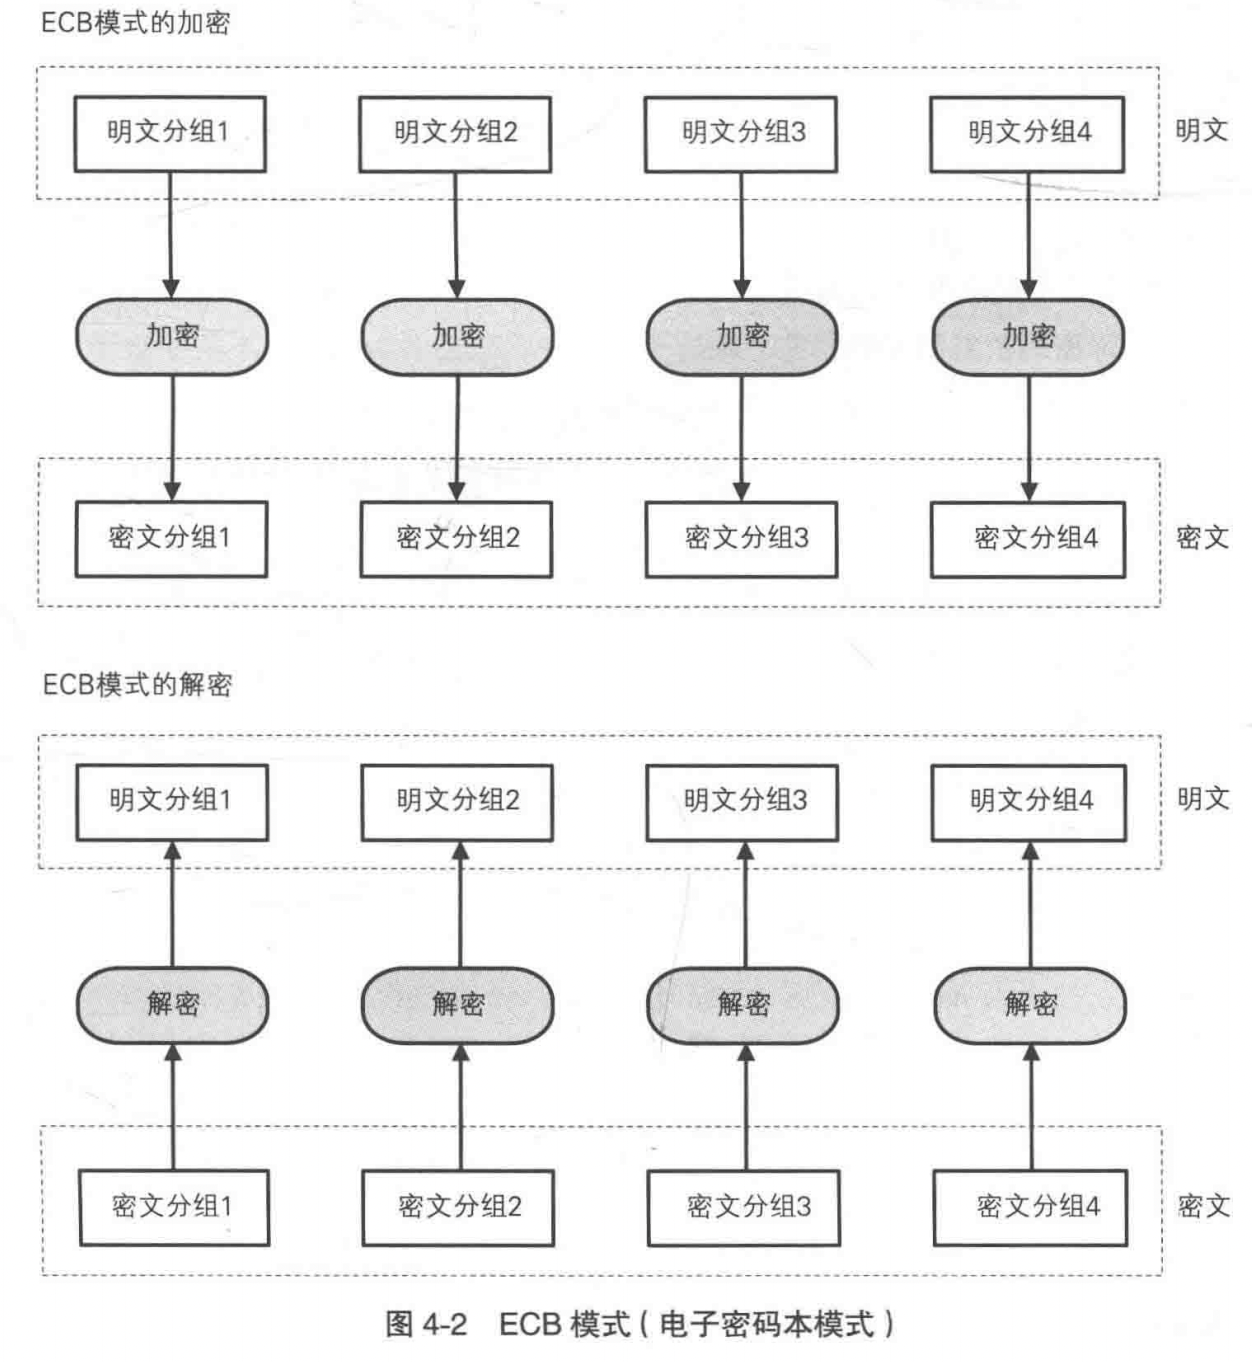 ECB模式的加密
明文分组1 明文分组2 明文分组3 明文分组4 明文
加密 加密 加密 加密
密文分组1 密文分组2 密文分组3 密文分组4 密文
ECB模式的解密
明文分组1 明文分组2 明文分组3 明文分组4 明文
解密 解密 解密 解密
密文分组1 密文分组2 密文分组3 密文分组4 密文
图 4-2 ECB 模式（电子密码本模式）